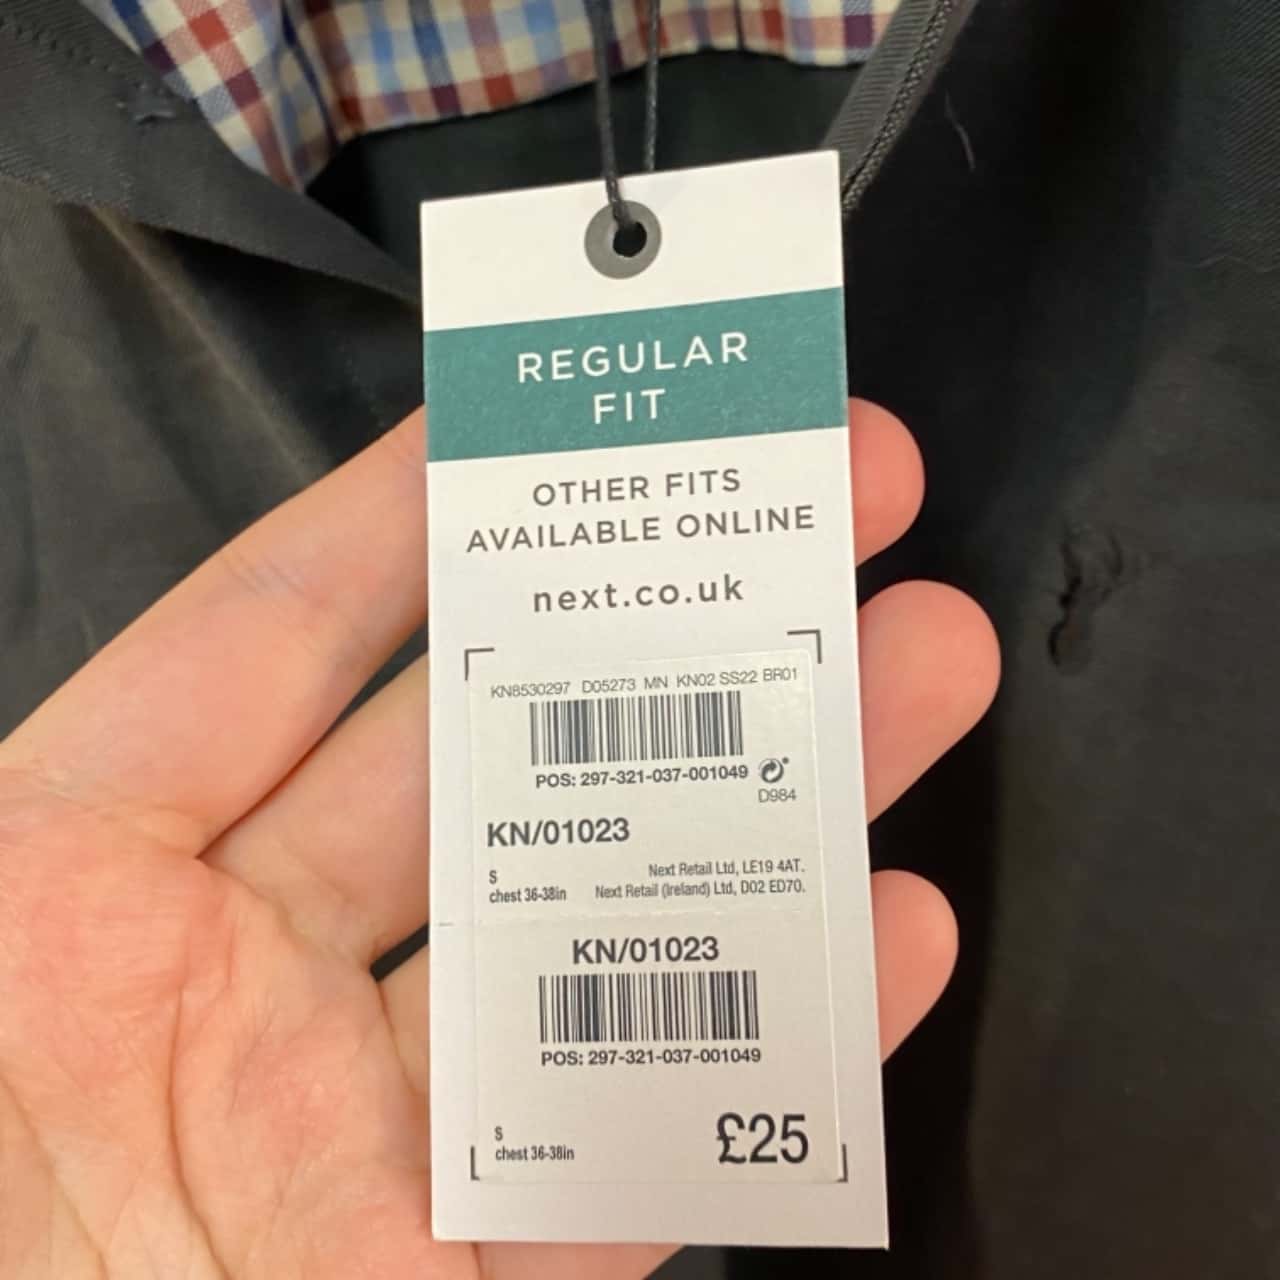 REGULAR
FIT
OTHER FITS
AVAILABLE ONLINE
next.co.uk
KN8530297 D05273 MN KN02 SS22 BR01
POS: 297-321-037-001049
D984
KN/01023
S
chest 36-38in
Next Retail Ltd, LE19 4AT.
Next Retail (Ireland) Ltd, D02 ED70.
KN/01023
POS: 297-321-037-001049
S
chest 36-38in
£25